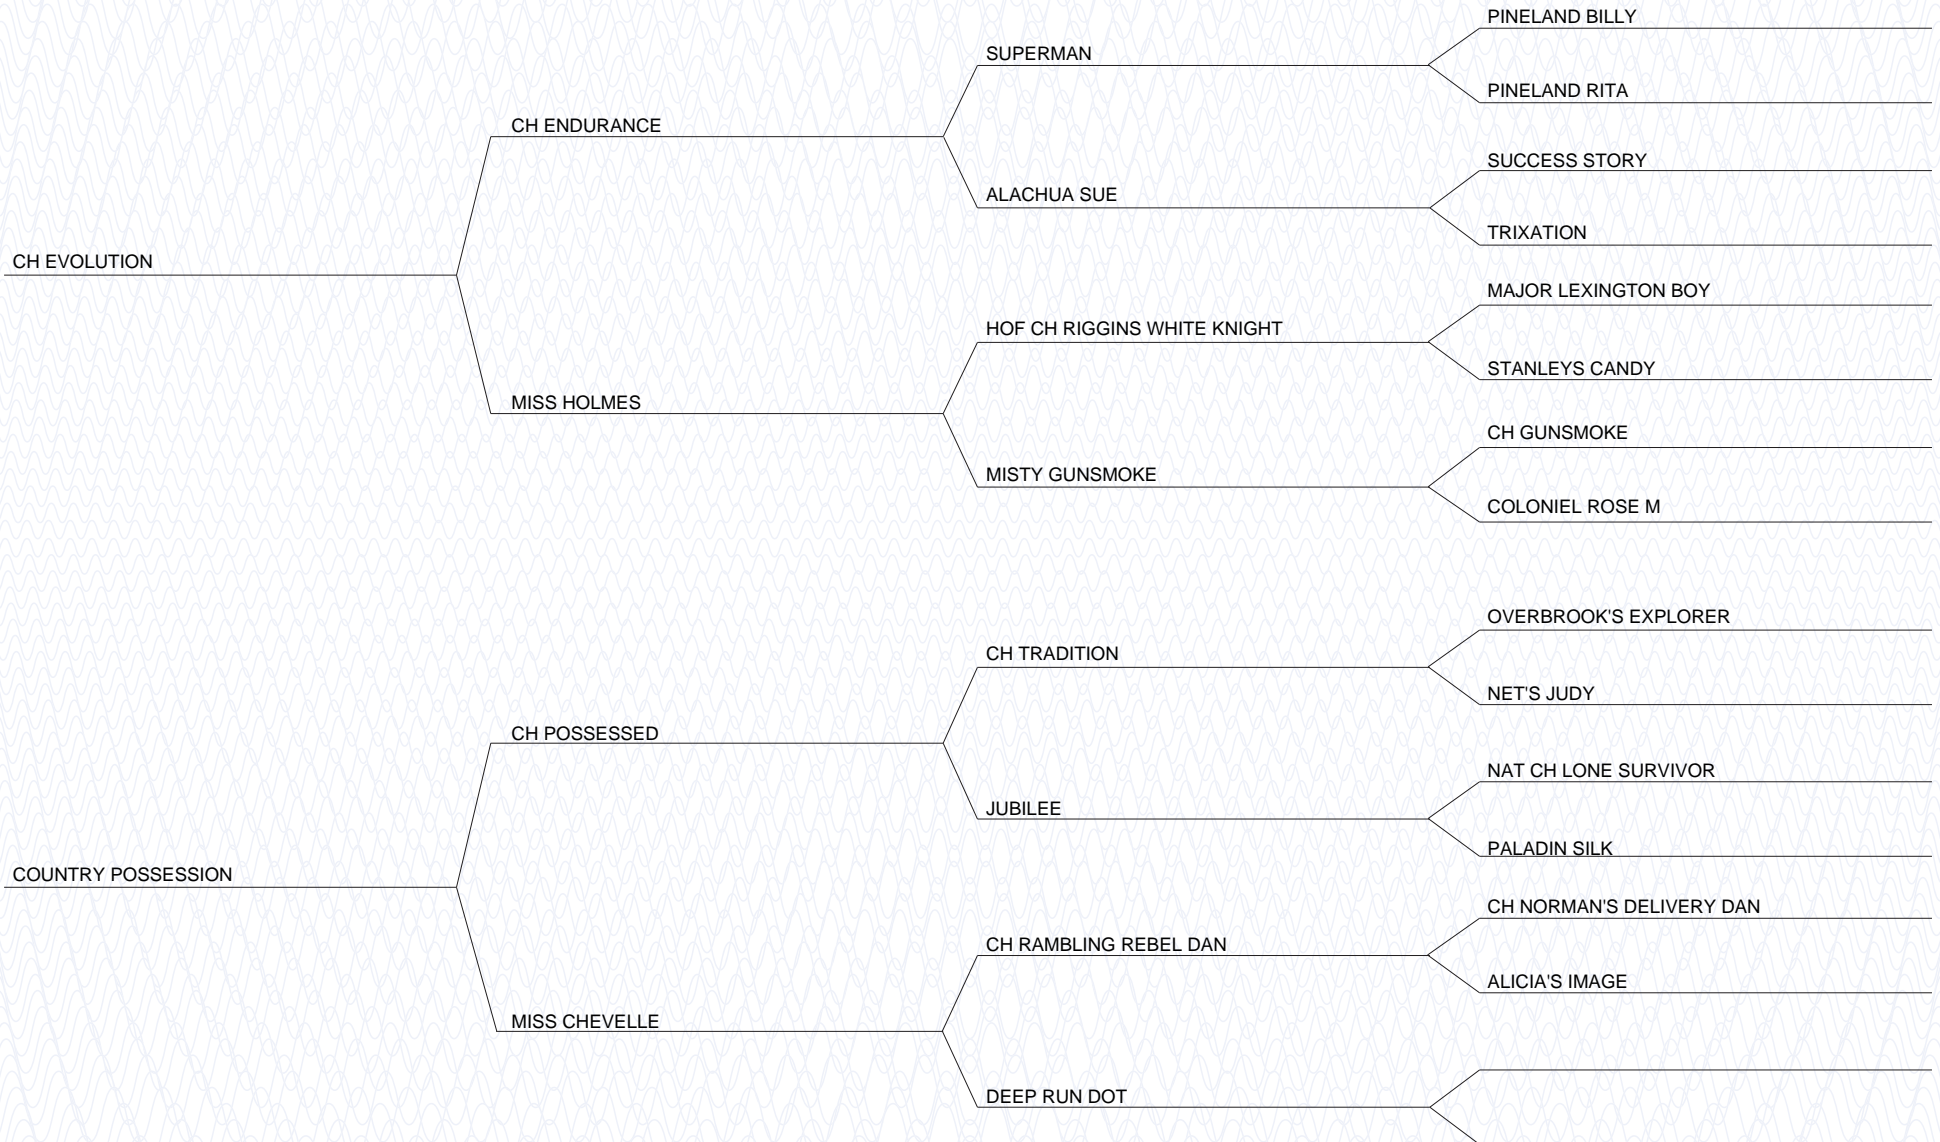 PINELAND BILLY
SUPERMAN
PINELAND RITA
CH ENDURANCE
SUCCESS STORY
ALACHUA SUE
TRIXATION
CH EVOLUTION
MAJOR LEXINGTON BOY
HOF CH RIGGINS WHITE KNIGHT
STANLEYS CANDY
MISS HOLMES
CH GUNSMOKE
MISTY GUNSMOKE
COLONIEL ROSE M
OVERBROOK'S EXPLORER
CH TRADITION
NET'S JUDY
CH POSSESSED
NAT CH LONE SURVIVOR
JUBILEE
PALADIN SILK
COUNTRY POSSESSION
CH NORMAN'S DELIVERY DAN
CH RAMBLING REBEL DAN
ALICIA'S IMAGE
MISS CHEVELLE
DEEP RUN DOT